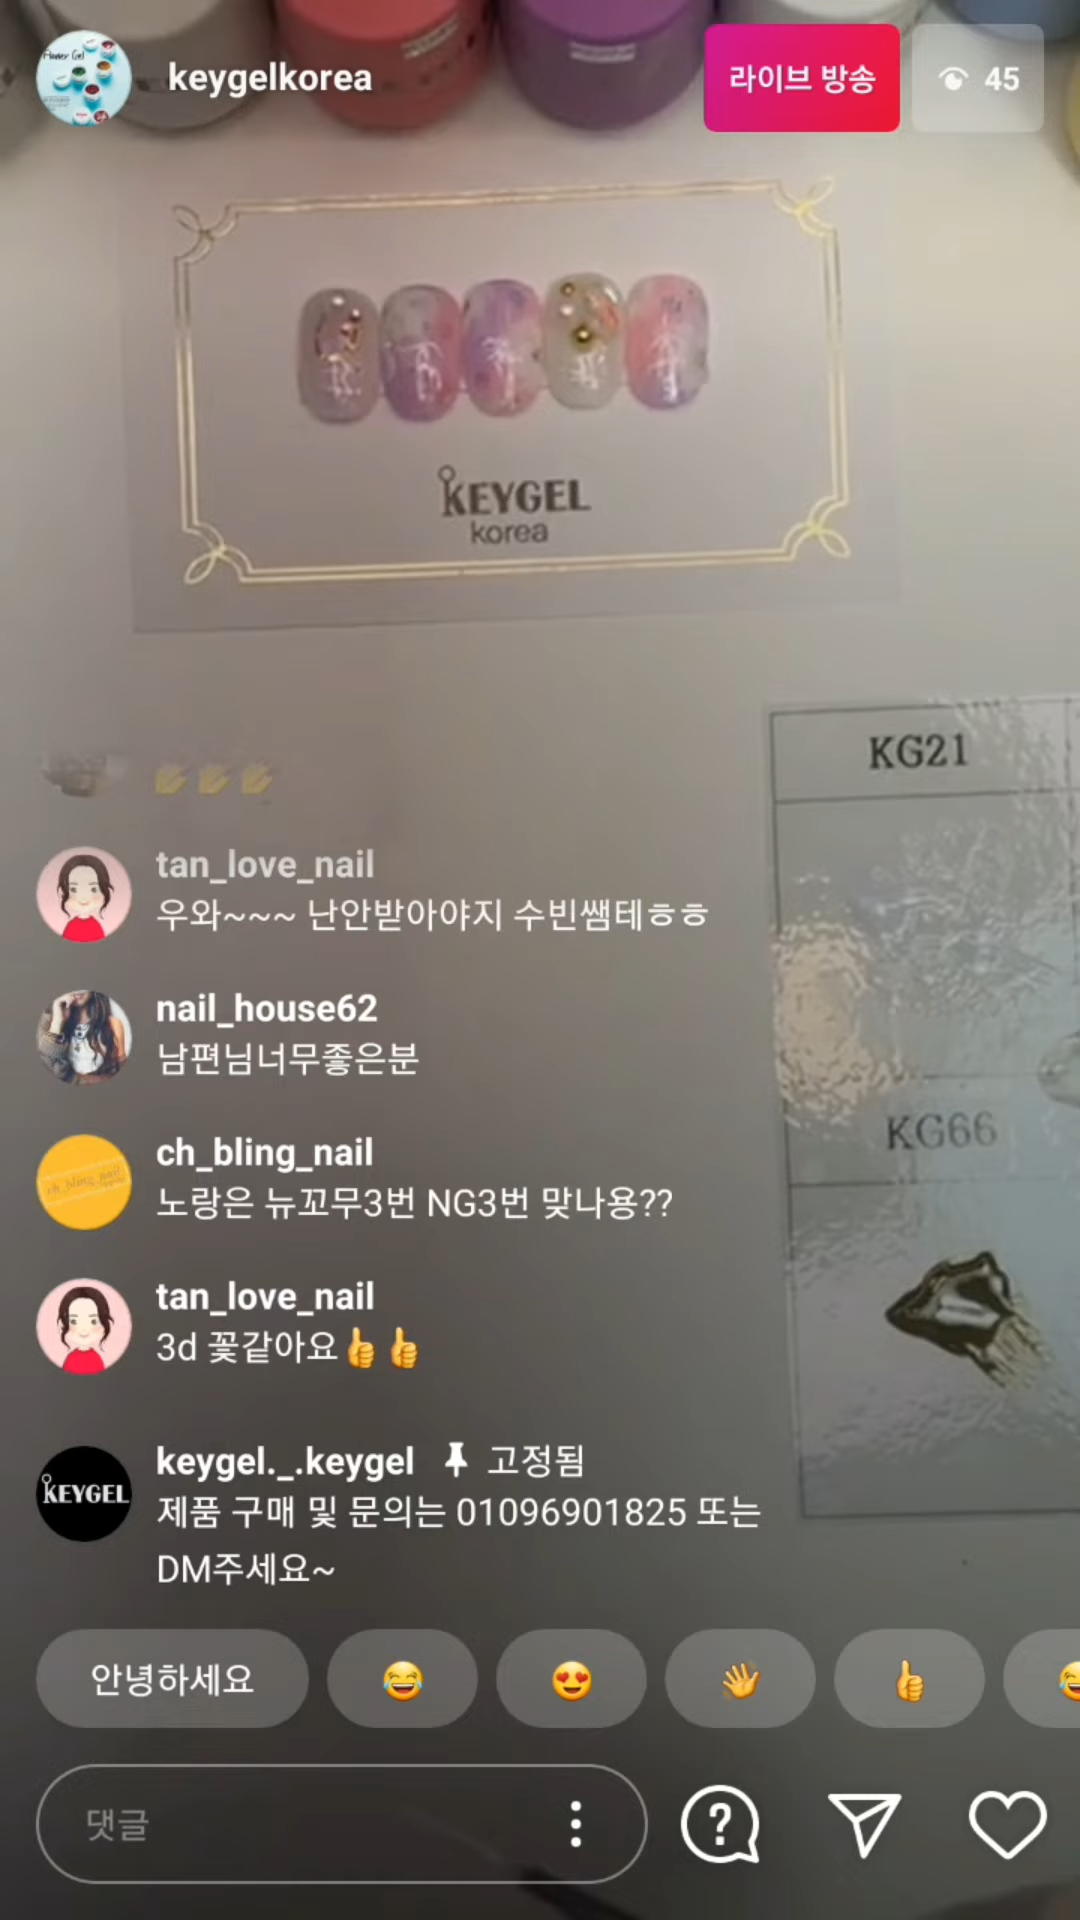 keygelkorea
라이브 방송
45
KEYGEL
korea
KG21
tan_love_nail
우와~~~ 난안받아야지 수빈쌤테ㅎㅎ
nail_house62
남편님너무좋은분
KG66
ch_bling_nail
노랑은 뉴꼬무3번 NG3번 맞나용??
tan_love_nail
3d 꽃같아요👍👍
keygel._.keygel 📌 고정됨
KEYGEL
제품 구매 및 문의는 01096901825 또는
DM주세요~
안녕하세요
댓글